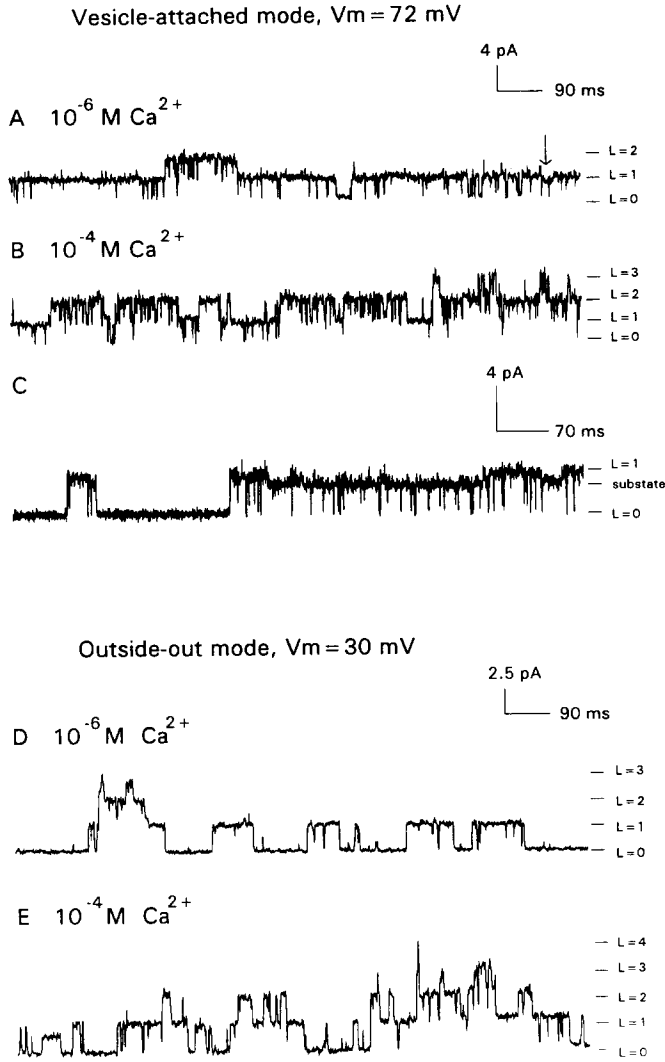 Vesicle-attached mode, Vm = 72 mV
4 pA
90 ms
A 10⁻⁶ M Ca²⁺
L=2
L=1
L=0
B 10⁻⁴ M Ca²⁺
L=3
L=2
L=1
L=0
C
4 pA
70 ms
L=1
substate
L=0
Outside-out mode, Vm = 30 mV
2.5 pA
90 ms
D 10⁻⁶ M Ca²⁺
L=3
L=2
L=1
L=0
E 10⁻⁴ M Ca²⁺
L=4
L=3
L=2
L=1
L=0